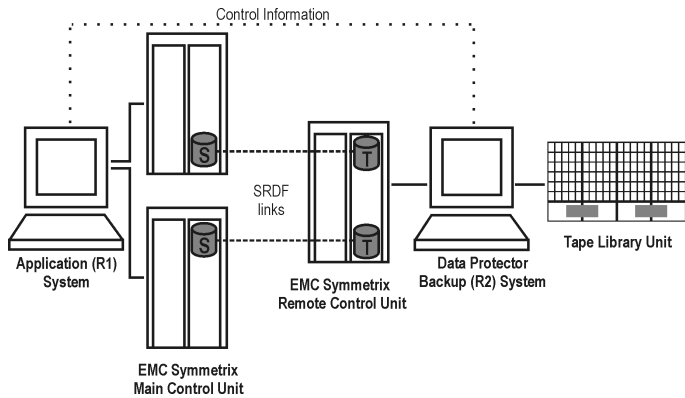 Control Information
S
T
SRDF
links
S
T
Application (R1)
System
EMC Symmetrix
Remote Control Unit
Data Protector
Backup (R2) System
Tape Library Unit
EMC Symmetrix
Main Control Unit